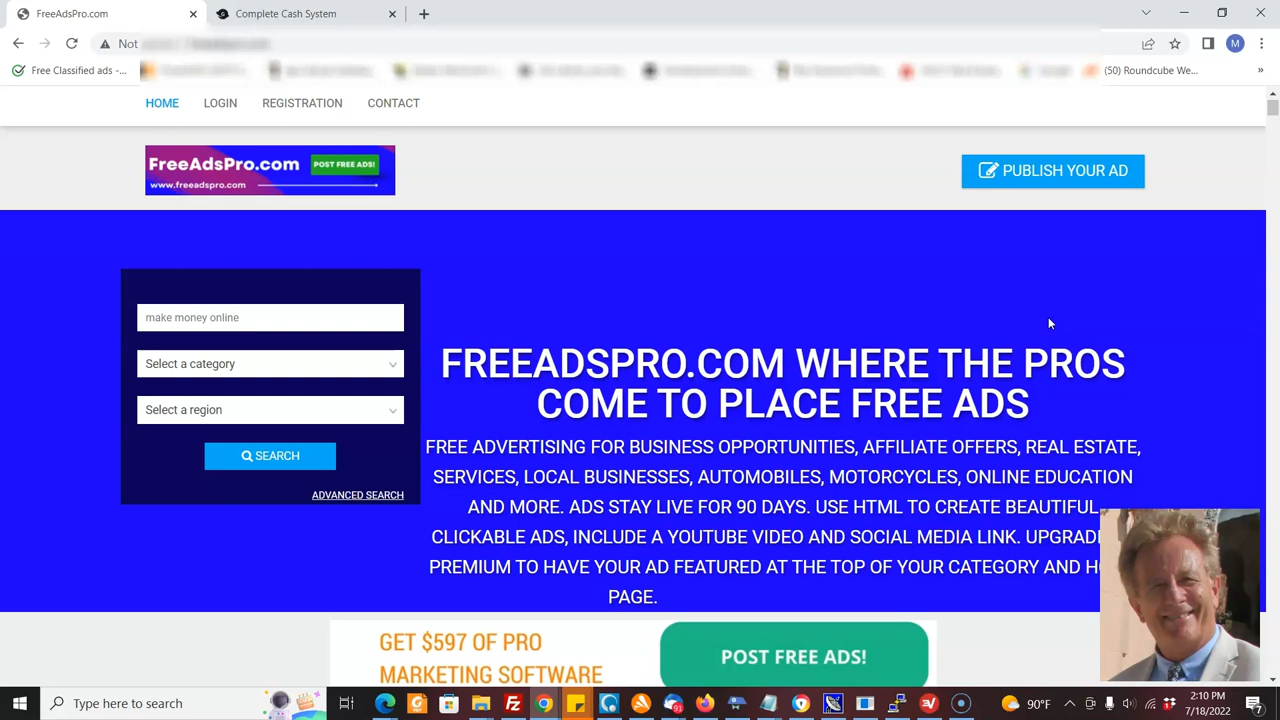 FreeAdsPro.com
Complete Cash System
Not
Free Classified ads -...
(50) Roundcube We...
HOME LOGIN REGISTRATION CONTACT
FreeAdsPro.com POST FREE ADS!
www.freeadspro.com
PUBLISH YOUR AD
make money online
Select a category
Select a region
SEARCH
ADVANCED SEARCH
FREEADSPRO.COM WHERE THE PROS
COME TO PLACE FREE ADS
FREE ADVERTISING FOR BUSINESS OPPORTUNITIES, AFFILIATE OFFERS, REAL ESTATE,
SERVICES, LOCAL BUSINESSES, AUTOMOBILES, MOTORCYCLES, ONLINE EDUCATION
AND MORE. ADS STAY LIVE FOR 90 DAYS. USE HTML TO CREATE BEAUTIFUL
CLICKABLE ADS, INCLUDE A YOUTUBE VIDEO AND SOCIAL MEDIA LINK. UPGRAD
PREMIUM TO HAVE YOUR AD FEATURED AT THE TOP OF YOUR CATEGORY AND HO
PAGE.
GET $597 OF PRO
MARKETING SOFTWARE
POST FREE ADS!
Type here to search
90°F
2:10 PM
7/18/2022